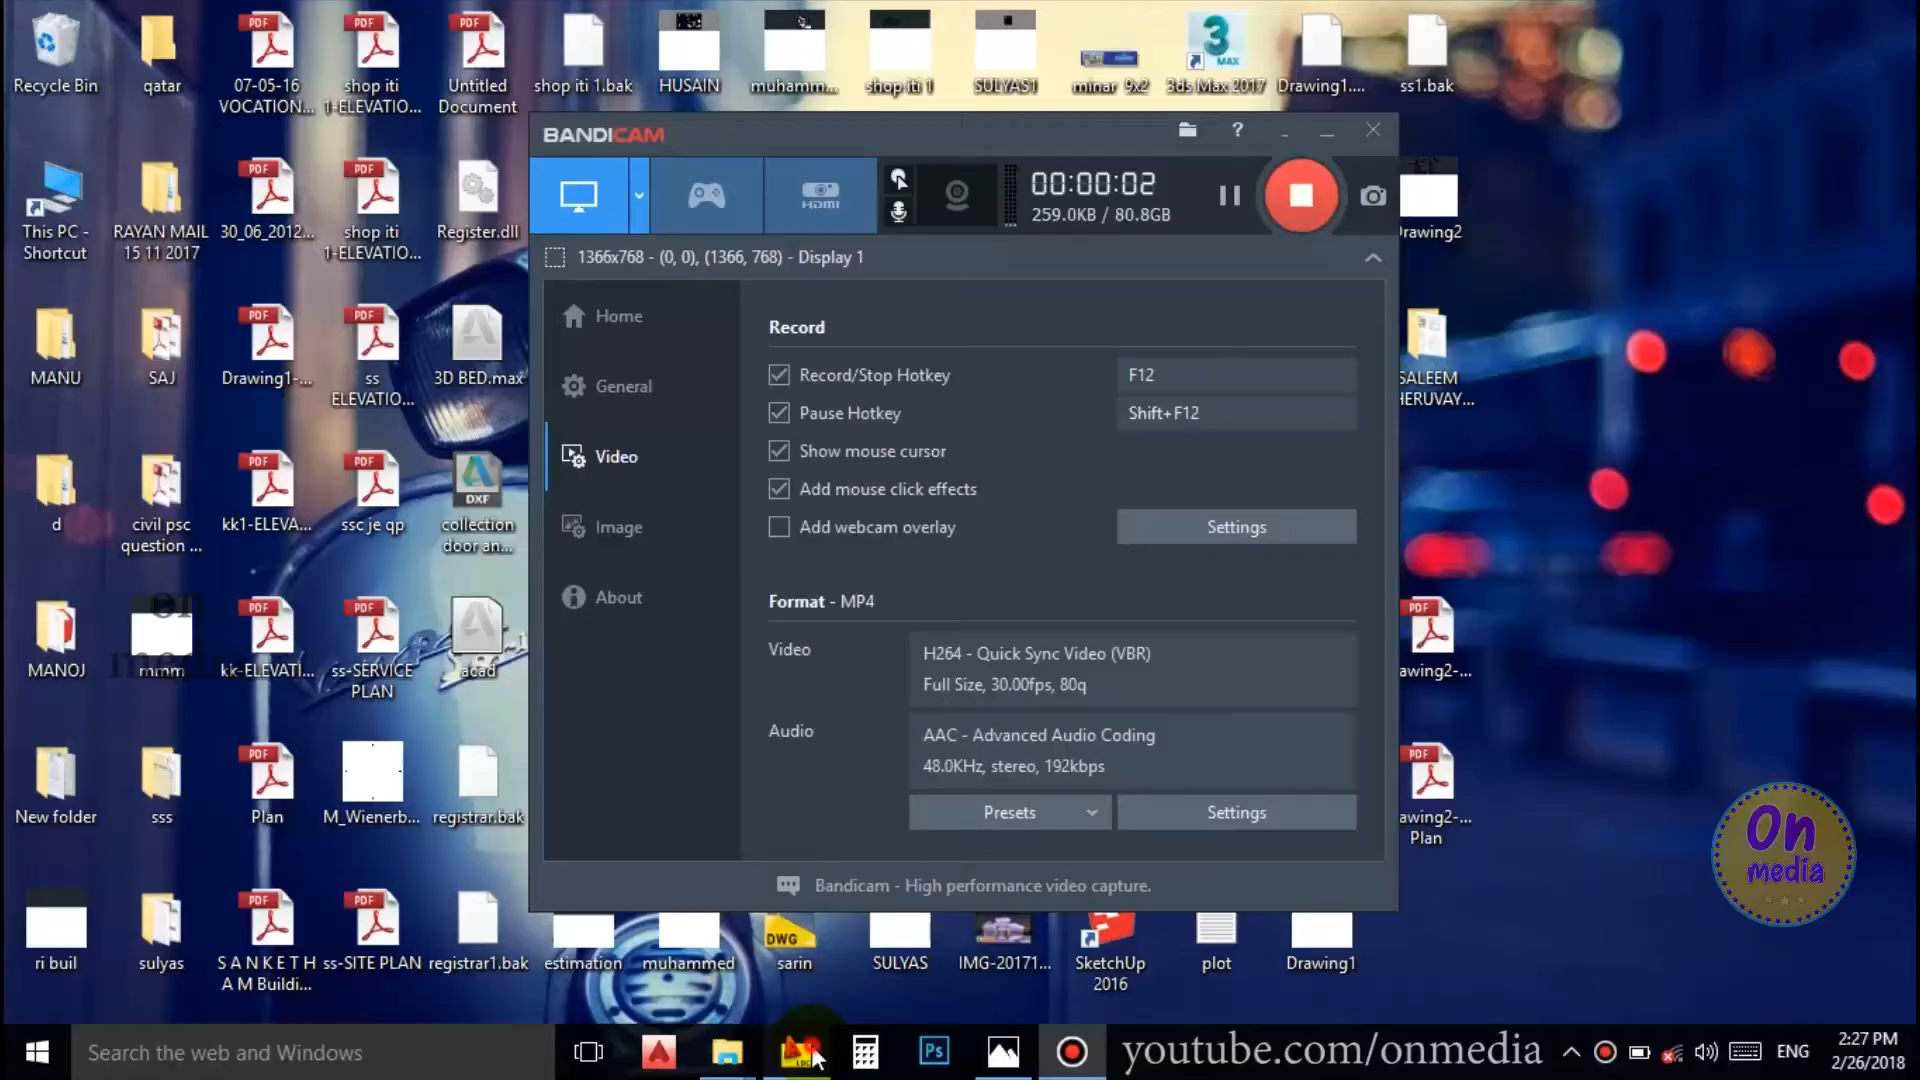 Recycle Bin
qatar
07-05-16
VOCATION...
shop iti
1-ELEVATIO...
Untitled
Document
shop iti 1.bak
HUSAIN
muhamm...
shop iti 1
SULYAS1
minar 9x2
3ds Max 2017
Drawing1....
ss1.bak
BANDICAM
00:00:02
259.0KB / 80.8GB
HDMI
1366x768 - (0, 0), (1366, 768) - Display 1
This PC -
Shortcut
RAYAN MAIL
15 11 2017
30_06_2012...
shop iti
1-ELEVATIO...
Register.dll
rawing2
Home
General
Video
Image
About
Record
Record/Stop Hotkey
F12
Pause Hotkey
Shift+F12
Show mouse cursor
Add mouse click effects
Add webcam overlay
Settings
Format - MP4
Video
H264 - Quick Sync Video (VBR)
Full Size, 30.00fps, 80q
Audio
AAC - Advanced Audio Coding
48.0KHz, stereo, 192kbps
Presets
Settings
Bandicam - High performance video capture.
MANU
SAJ
Drawing1-...
ss
ELEVATIO...
3D BED.max
SALEEM
HERUVAY...
d
civil psc
question ...
kk1-ELEVA...
ssc je qp
DXF
collection
door an...
MANOJ
mmm
kk-ELEVATI...
ss-SERVICE
PLAN
acad
awing2-...
New folder
sss
Plan
M_Wienerb...
registrar.bak
awing2-...
Plan
On
media
ri buil
sulyas
S A N K E T H
A M Buildi...
ss-SITE PLAN
registrar1.bak
estimation
muhammed
DWG
sarin
SULYAS
IMG-20171...
SketchUp
2016
plot
Drawing1
Search the web and Windows
Ps
youtube.com/onmedia
ENG
2:27 PM
2/26/2018